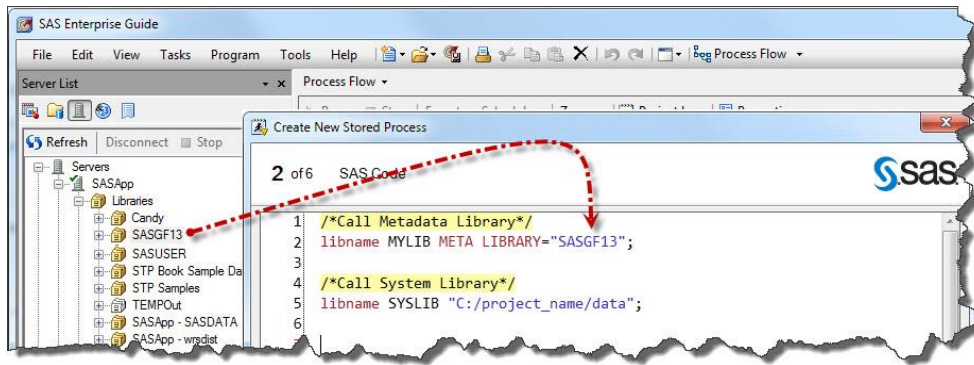 SAS Enterprise Guide
File Edit View Tasks Program Tools Help Process Flow
Server List
Process Flow
Refresh Disconnect Stop
Servers
SASApp
Libraries
Candy
SASGF13
SASUSER
STP Book Sample Da
STP Samples
TEMPOut
SASApp - SASDATA
SASApp - wrsdist
Create New Stored Process
2 of 6 SAS Code
sas
1 /*Call Metadata Library*/
2 libname MYLIB META LIBRARY="SASGF13";
3
4 /*Call System Library*/
5 libname SYSLIB "C:/project_name/data";
6